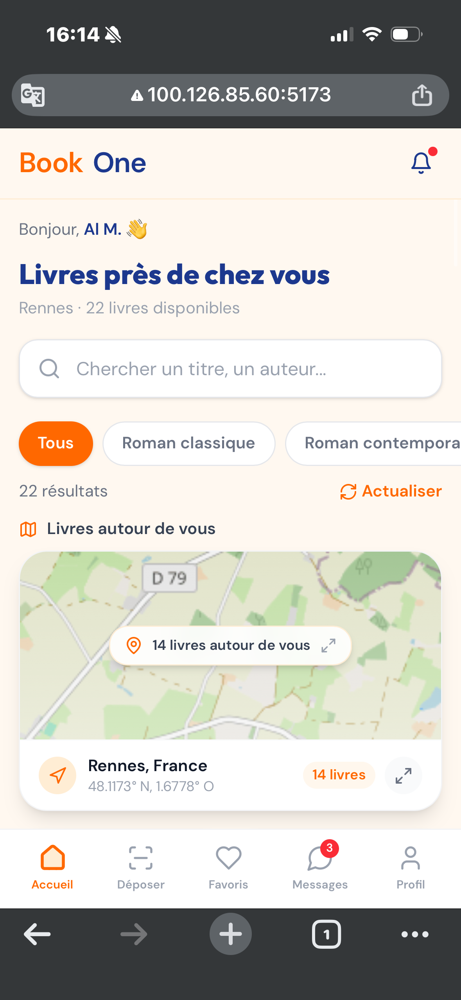 16:14
100.126.85.60:5173
Book One
Bonjour, Al M. 👋
Livres près de chez vous
Rennes · 22 livres disponibles
Chercher un titre, un auteur...
Tous
Roman classique
Roman contempora
22 résultats
Actualiser
Livres autour de vous
D 79
14 livres autour de vous
Rennes, France
48.1173° N, 1.6778° O
14 livres
3
Accueil
Déposer
Favoris
Messages
Profil
1